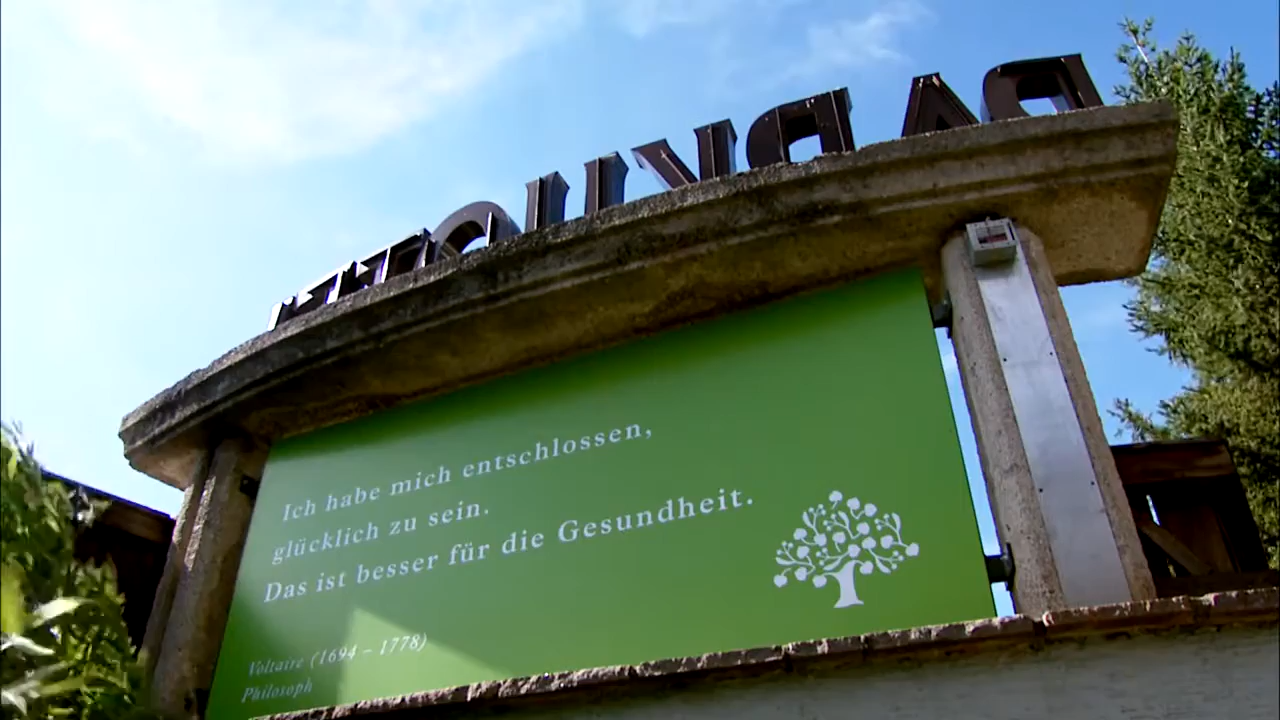 Ich habe mich entschlossen,
glücklich zu sein.
Das ist besser für die Gesundheit.
Voltaire (1694 – 1778)
Philosoph